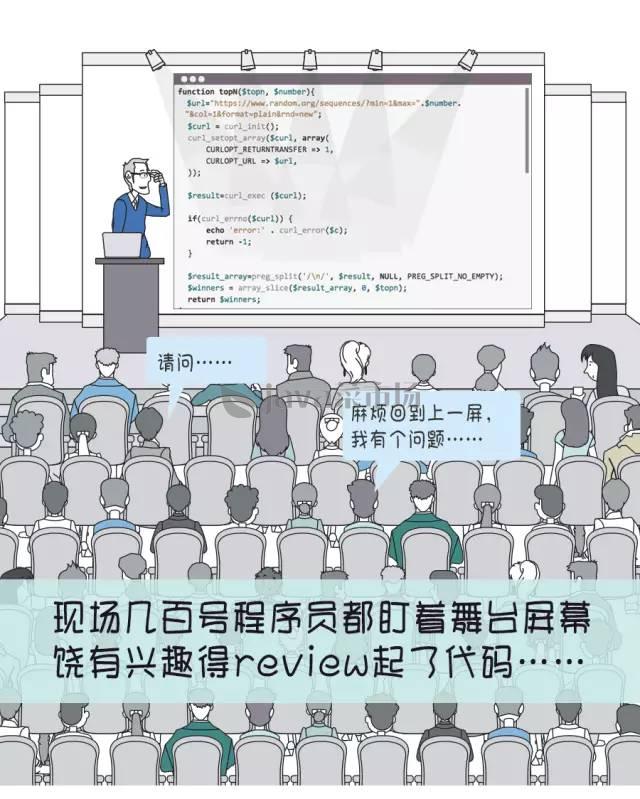 function topN($topn, $number){
$url="https://www.random.org/sequences/?min=1&max=".$number.
"&col=1&format=plain&rnd=new";
$curl = curl_init();
curl_setopt_array($curl, array(
CURLOPT_RETURNTRANSFER => 1,
CURLOPT_URL => $url,
));
$result=curl_exec ($curl);
if(curl_errno($curl)) {
echo 'error:' . curl_error($c);
return -1;
}
$result_array=preg_split('/\n/', $result, NULL, PREG_SPLIT_NO_EMPTY);
$winners = array_slice($result_array, 0, $topn);
return $winners;
请问……
java菜市场
麻烦回到上一屏，
我有个问题……
现场几百号程序员都盯着舞台屏幕
饶有兴趣得review起了代码……